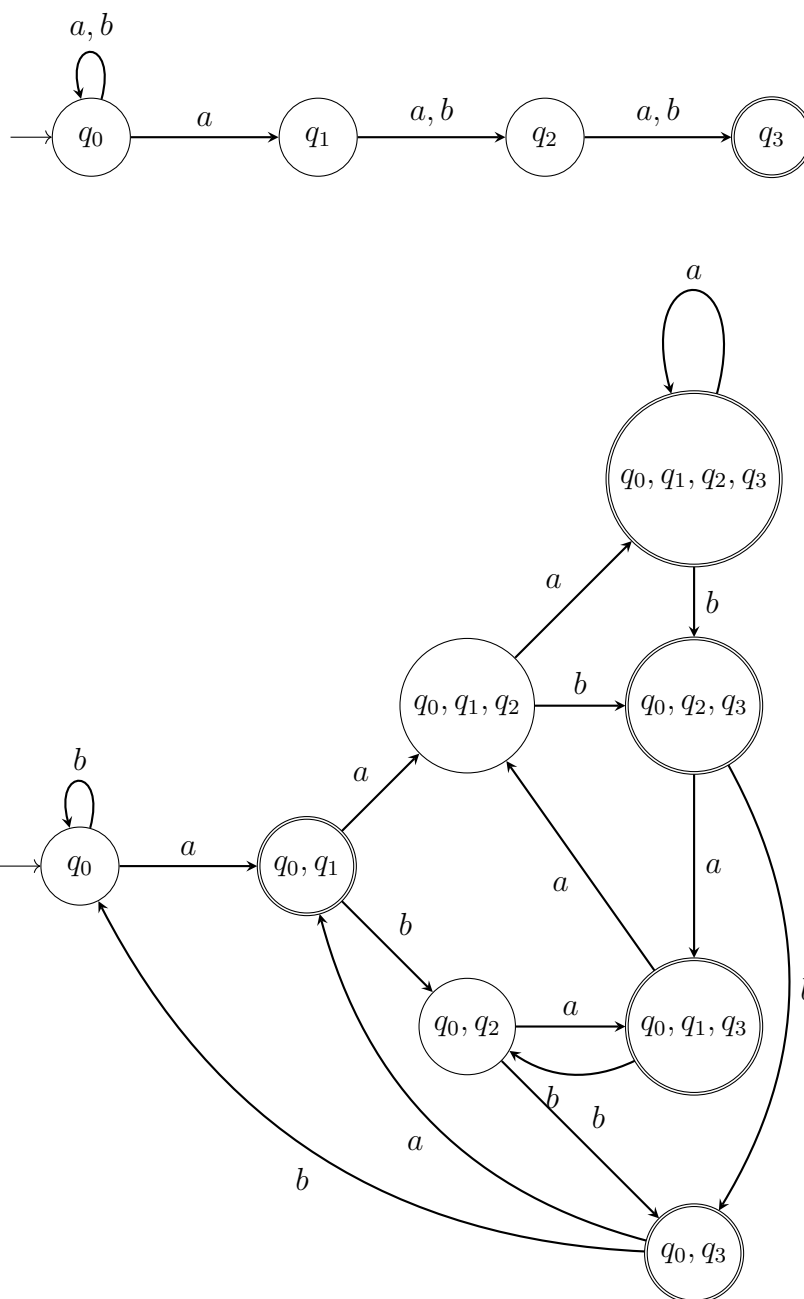 a, b
q0 a q1 a, b q2 a, b q3
a
q0, q1, q2, q3
a b
q0, q1, q2 b q0, q2, q3
b a
q0 a q0, q1 a
b a
q0, q2 a q0, q1, q3
b b
a
b
q0, q3